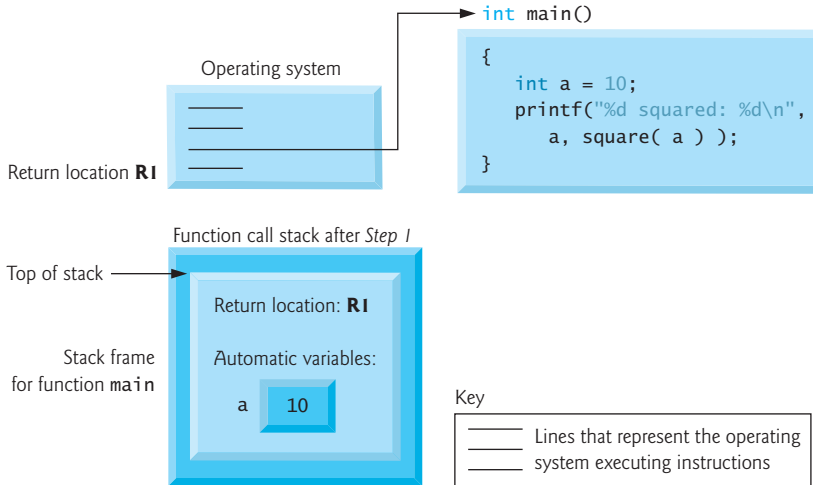 int main()
Operating system
{
int a = 10;
printf("%d squared: %d\n",
a, square( a ) );
}
Return location R1
Function call stack after Step 1
Top of stack
Return location: R1
Stack frame
for function main
Automatic variables:
a 10
Key
Lines that represent the operating
system executing instructions